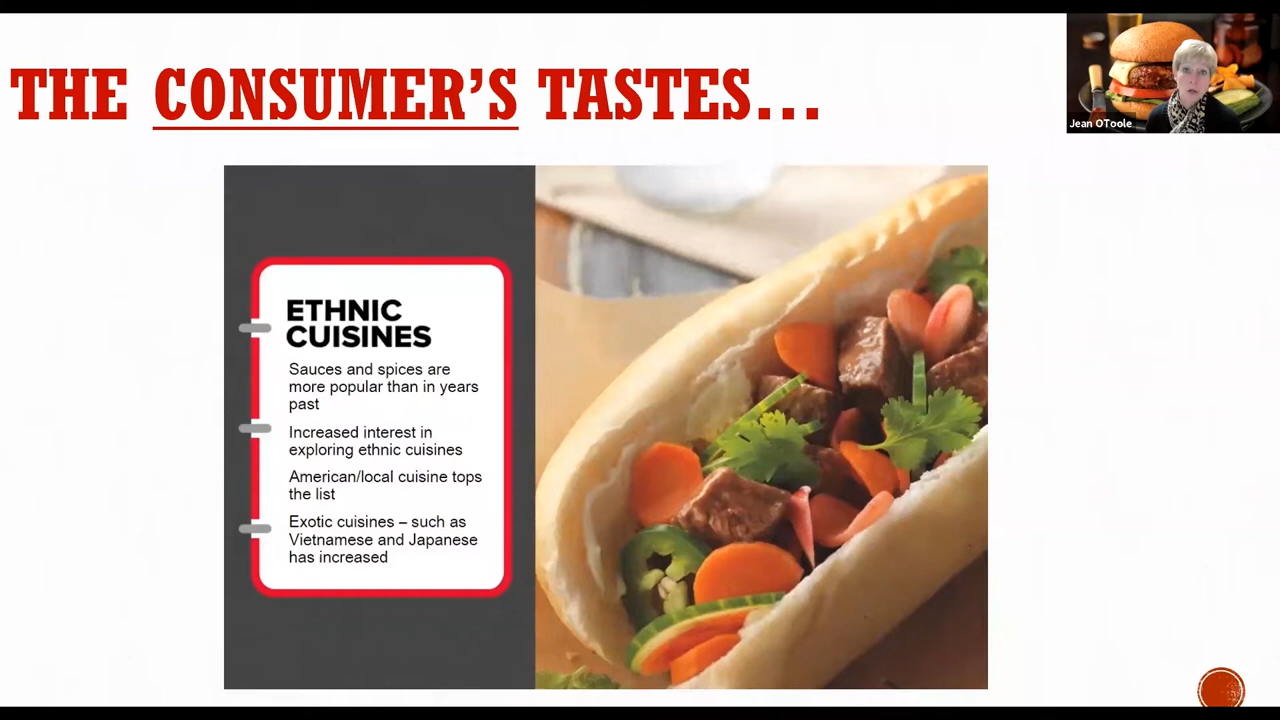 THE CONSUMER'S TASTES...
Jean OToole
ETHNIC
CUISINES
Sauces and spices are
more popular than in years
past
Increased interest in
exploring ethnic cuisines
American/local cuisine tops
the list
Exotic cuisines – such as
Vietnamese and Japanese
has increased